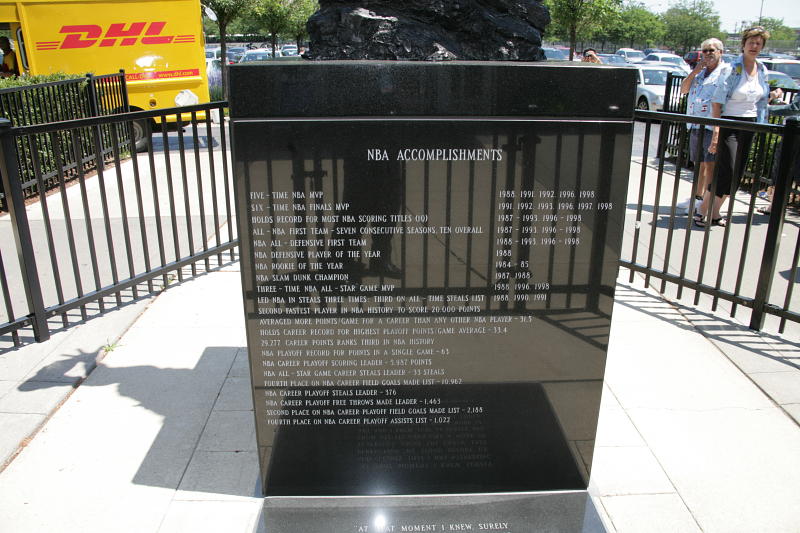 DHL
CALL www.dhl.com
NBA ACCOMPLISHMENTS
FIVE - TIME NBA MVP 1988, 1991, 1992, 1996, 1998
SIX - TIME NBA FINALS MVP 1991, 1992, 1993, 1996, 1997, 1998
HOLDS RECORD FOR MOST NBA SCORING TITLES (10) 1987 - 1993, 1996 - 1998
ALL - NBA FIRST TEAM - SEVEN CONSECUTIVE SEASONS, TEN OVERALL 1987 - 1993, 1996 - 1998
NBA ALL - DEFENSIVE FIRST TEAM 1988 - 1993, 1996 - 1998
NBA DEFENSIVE PLAYER OF THE YEAR 1988
NBA ROOKIE OF THE YEAR 1984 - 85
NBA SLAM DUNK CHAMPION 1987, 1988
THREE - TIME NBA ALL - STAR GAME MVP 1988, 1996, 1998
LED NBA IN STEALS THREE TIMES; THIRD ON ALL - TIME STEALS LIST 1988, 1990, 1991
SECOND FASTEST PLAYER IN NBA HISTORY TO SCORE 20,000 POINTS
AVERAGED MORE POINTS/GAME FOR A CAREER THAN ANY OTHER NBA PLAYER - 31.5
HOLDS CAREER RECORD FOR HIGHEST PLAYOFF POINTS/GAME AVERAGE - 33.4
29,277 CAREER POINTS RANKS THIRD IN NBA HISTORY
NBA PLAYOFF RECORD FOR POINTS IN A SINGLE GAME - 63
NBA CAREER PLAYOFF SCORING LEADER - 5,987 POINTS
NBA ALL - STAR GAME CAREER STEALS LEADER - 33 STEALS
FOURTH PLACE ON NBA CAREER FIELD GOALS MADE LIST - 10,962
NBA CAREER PLAYOFF STEALS LEADER - 376
NBA CAREER PLAYOFF FREE THROWS MADE LEADER - 1,463
SECOND PLACE ON NBA CAREER PLAYOFF FIELD GOALS MADE LIST - 2,188
FOURTH PLACE ON NBA CAREER PLAYOFF ASSISTS LIST - 1,022
"AT THAT MOMENT I KNEW, SURELY